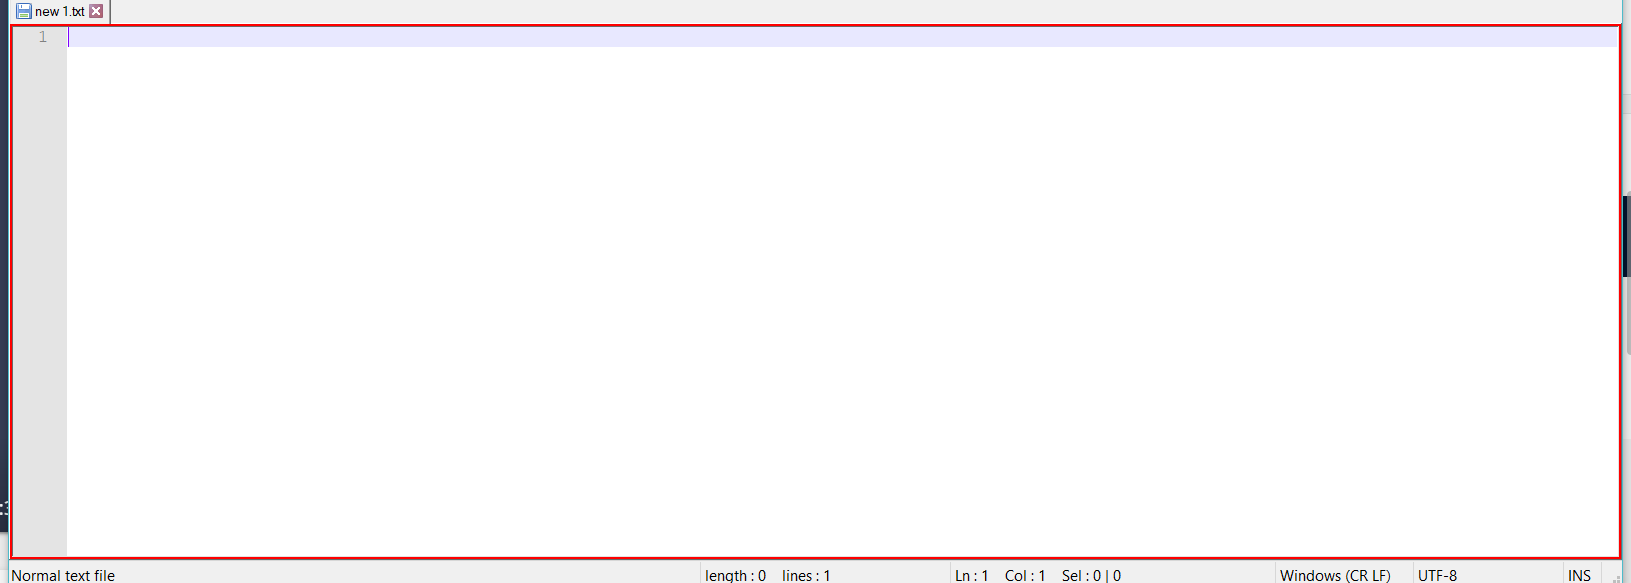 new 1.txt
1
Normal text file length : 0 lines : 1 Ln : 1 Col : 1 Sel : 0 | 0 Windows (CR LF) UTF-8 INS